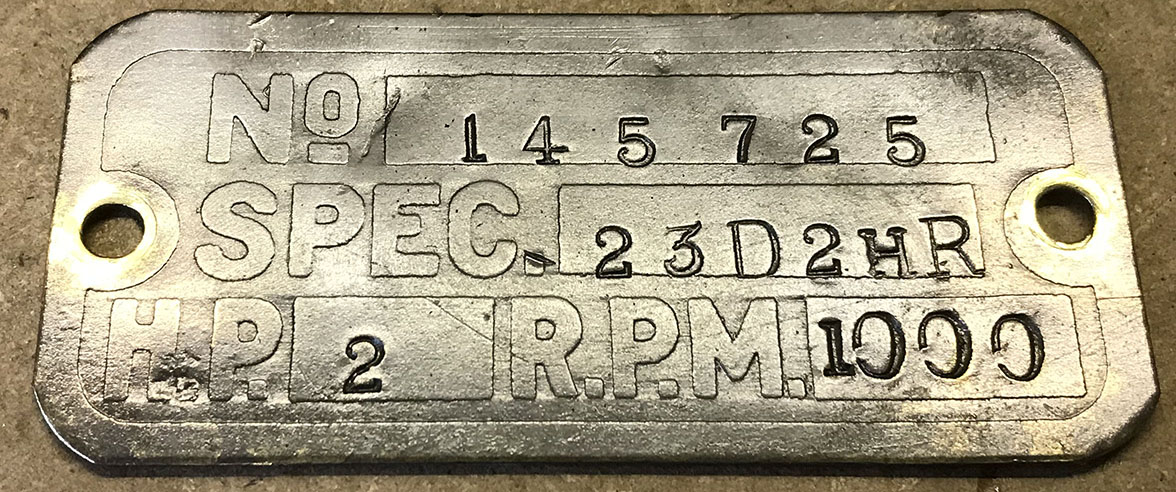 No 145725
SPEC. 23D2HR
H.P. 2 R.P.M. 1000